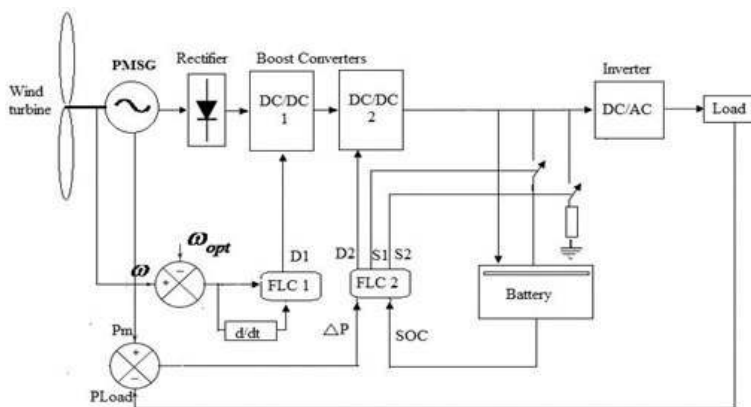 Wind
turbine
PMSG
Rectifier
Boost Converters
DC/DC
1
DC/DC
2
Inverter
DC/AC
Load
ω
ωopt
D1
FLC 1
d/dt
D2
S1
S2
FLC 2
△P
SOC
Battery
Pm
PLoad
+
−
+
−